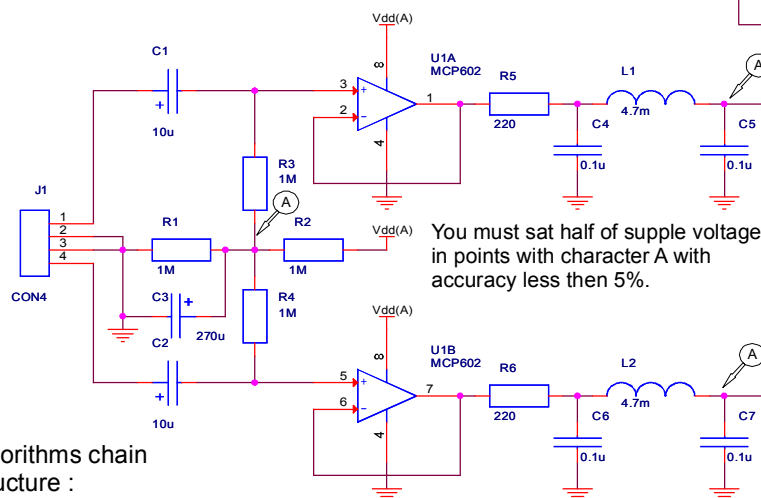 Vdd(A)
A
C1
8
U1A
MCP602
R5
L1
3
+
1
2
-
+
10u
4
220
C4
4.7m
C5
0.1u
0.1u
R3
1M
J1
A
1
2
3
4
R1
R2
Vdd(A)
1M
1M
CON4
You must sat half of supple voltage
in points with character A with
accuracy less then 5%.
C3
+
270u
R4
1M
Vdd(A)
C2
8
U1B
MCP602
R6
L2
A
5
+
7
6
-
+
10u
4
220
C6
4.7m
C7
0.1u
0.1u
orithms chain
ucture :